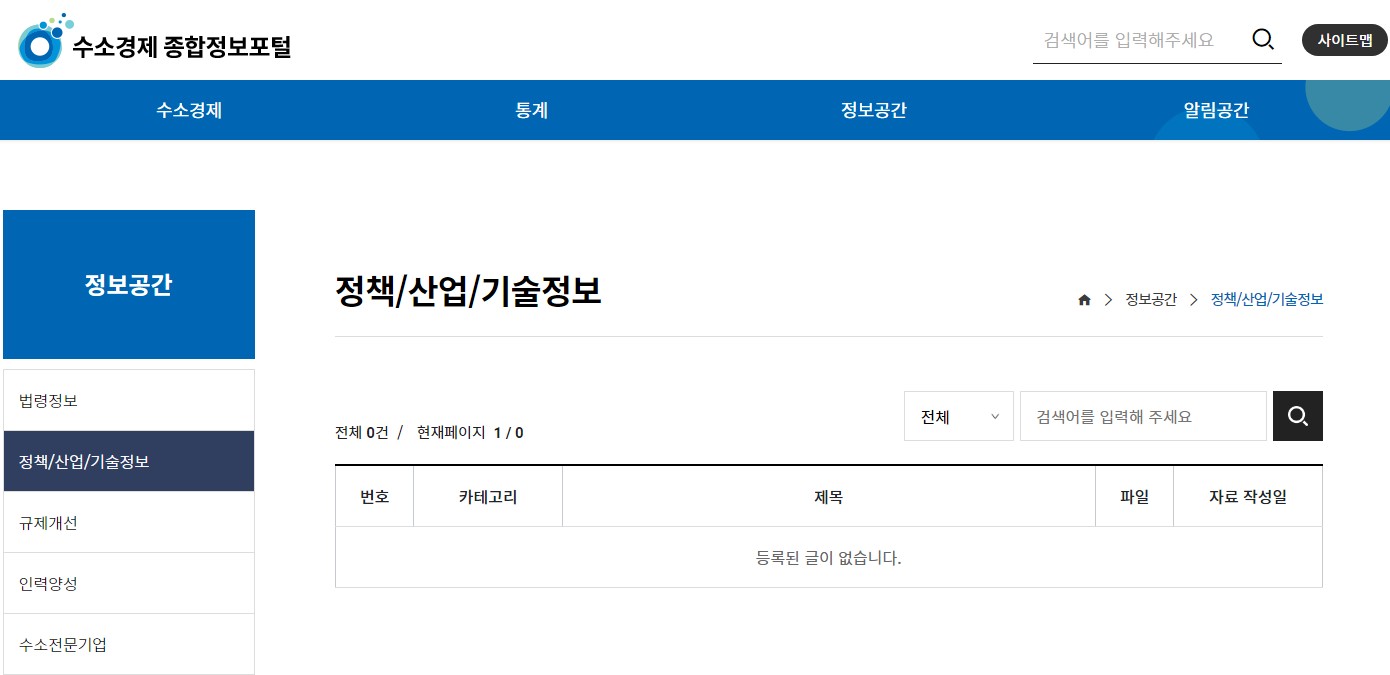 수소경제 종합정보포털
검색어를 입력해주세요
사이트맵
수소경제 통계 정보공간 알림공간
정보공간
법령정보
정책/산업/기술정보
규제개선
인력양성
수소전문기업
정책/산업/기술정보
정보공간 정책/산업/기술정보
전체 0건 / 현재페이지 1 / 0
전체 검색어를 입력해 주세요
번호 카테고리 제목 파일 자료 작성일
등록된 글이 없습니다.